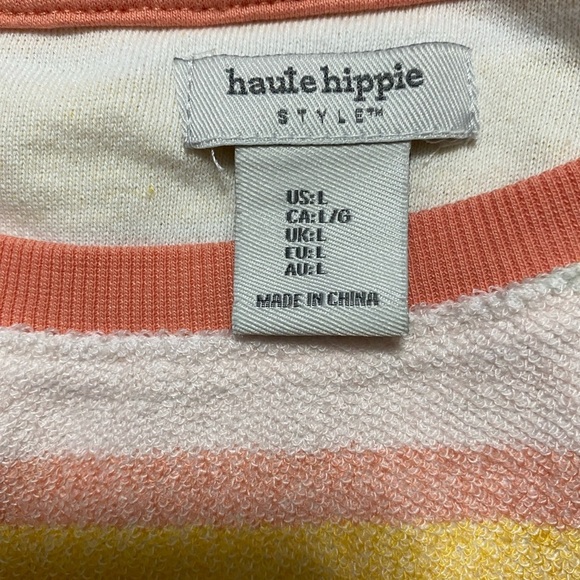 haute hippie
STYLE™
US:L
CA:L/G
UK:L
EU:L
AU:L
MADE IN CHINA